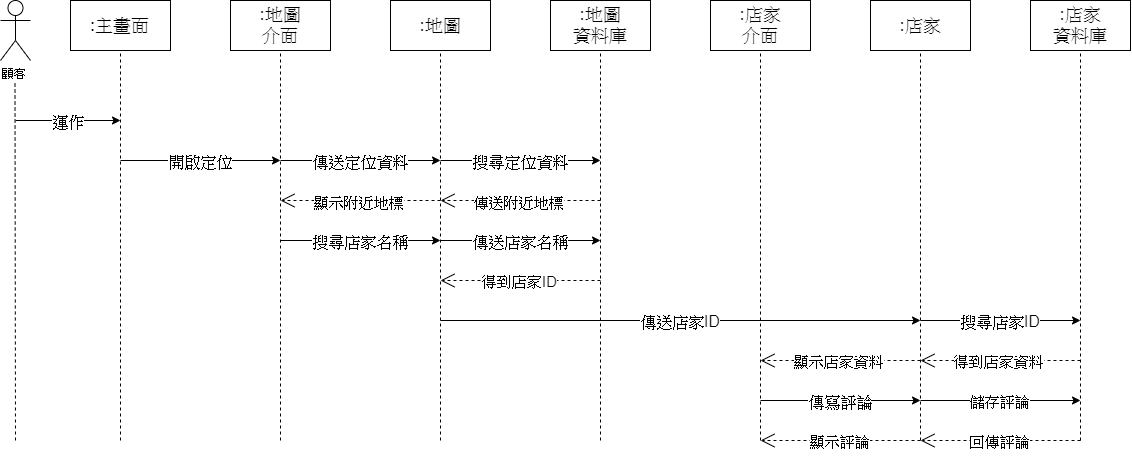 :主畫面
:地圖
介面
:地圖
:地圖
資料庫
:店家
介面
:店家
:店家
資料庫
顧客
運作
開啟定位
傳送定位資料
搜尋定位資料
顯示附近地標
傳送附近地標
搜尋店家名稱
傳送店家名稱
得到店家ID
傳送店家ID
搜尋店家ID
顯示店家資料
得到店家資料
傳寫評論
儲存評論
顯示評論
回傳評論